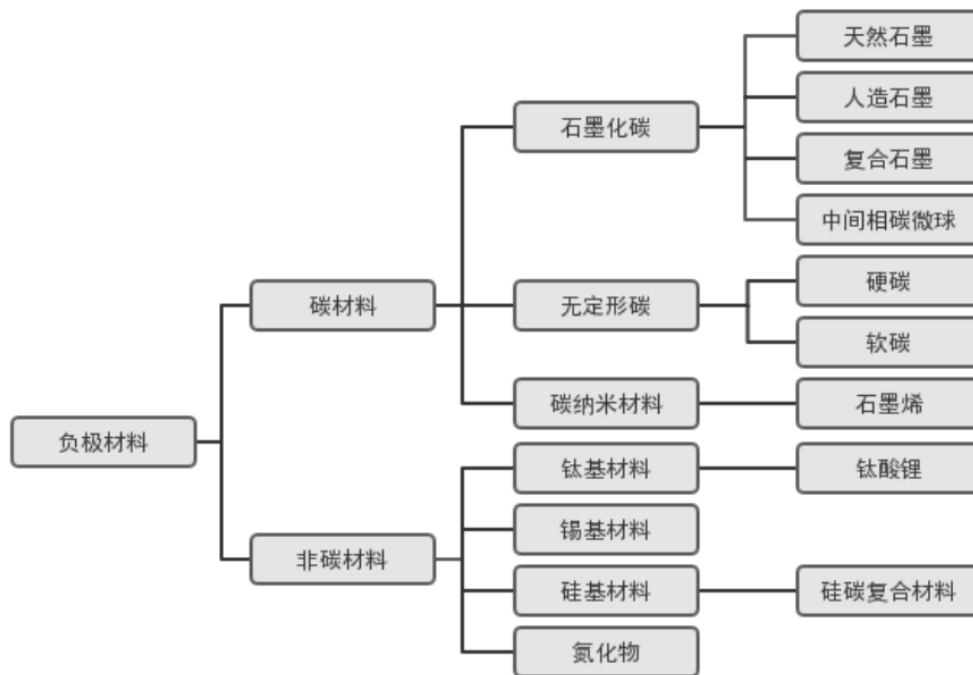 天然石墨
人造石墨
石墨化碳
复合石墨
中间相碳微球
硬碳
碳材料
无定形碳
软碳
碳纳米材料
石墨烯
负极材料
钛基材料
钛酸锂
锡基材料
非碳材料
硅基材料
硅碳复合材料
氮化物